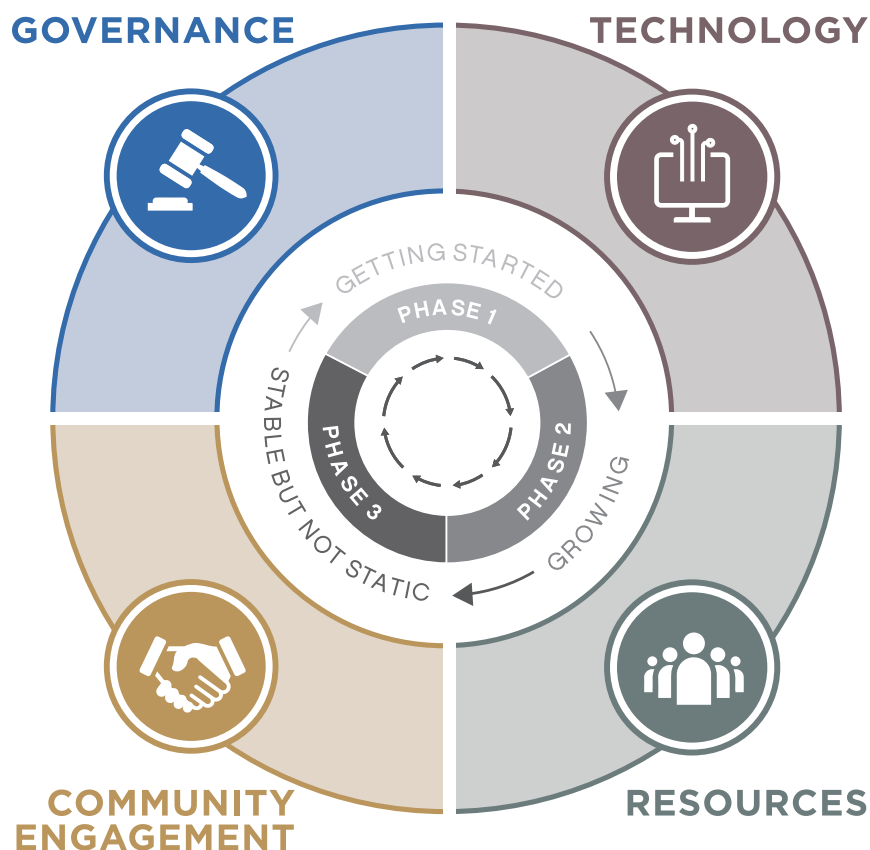 GOVERNANCE
TECHNOLOGY
GETTING STARTED
PHASE 1
PHASE 2
GROWING
PHASE 3
STABLE BUT NOT STATIC
COMMUNITY
ENGAGEMENT
RESOURCES